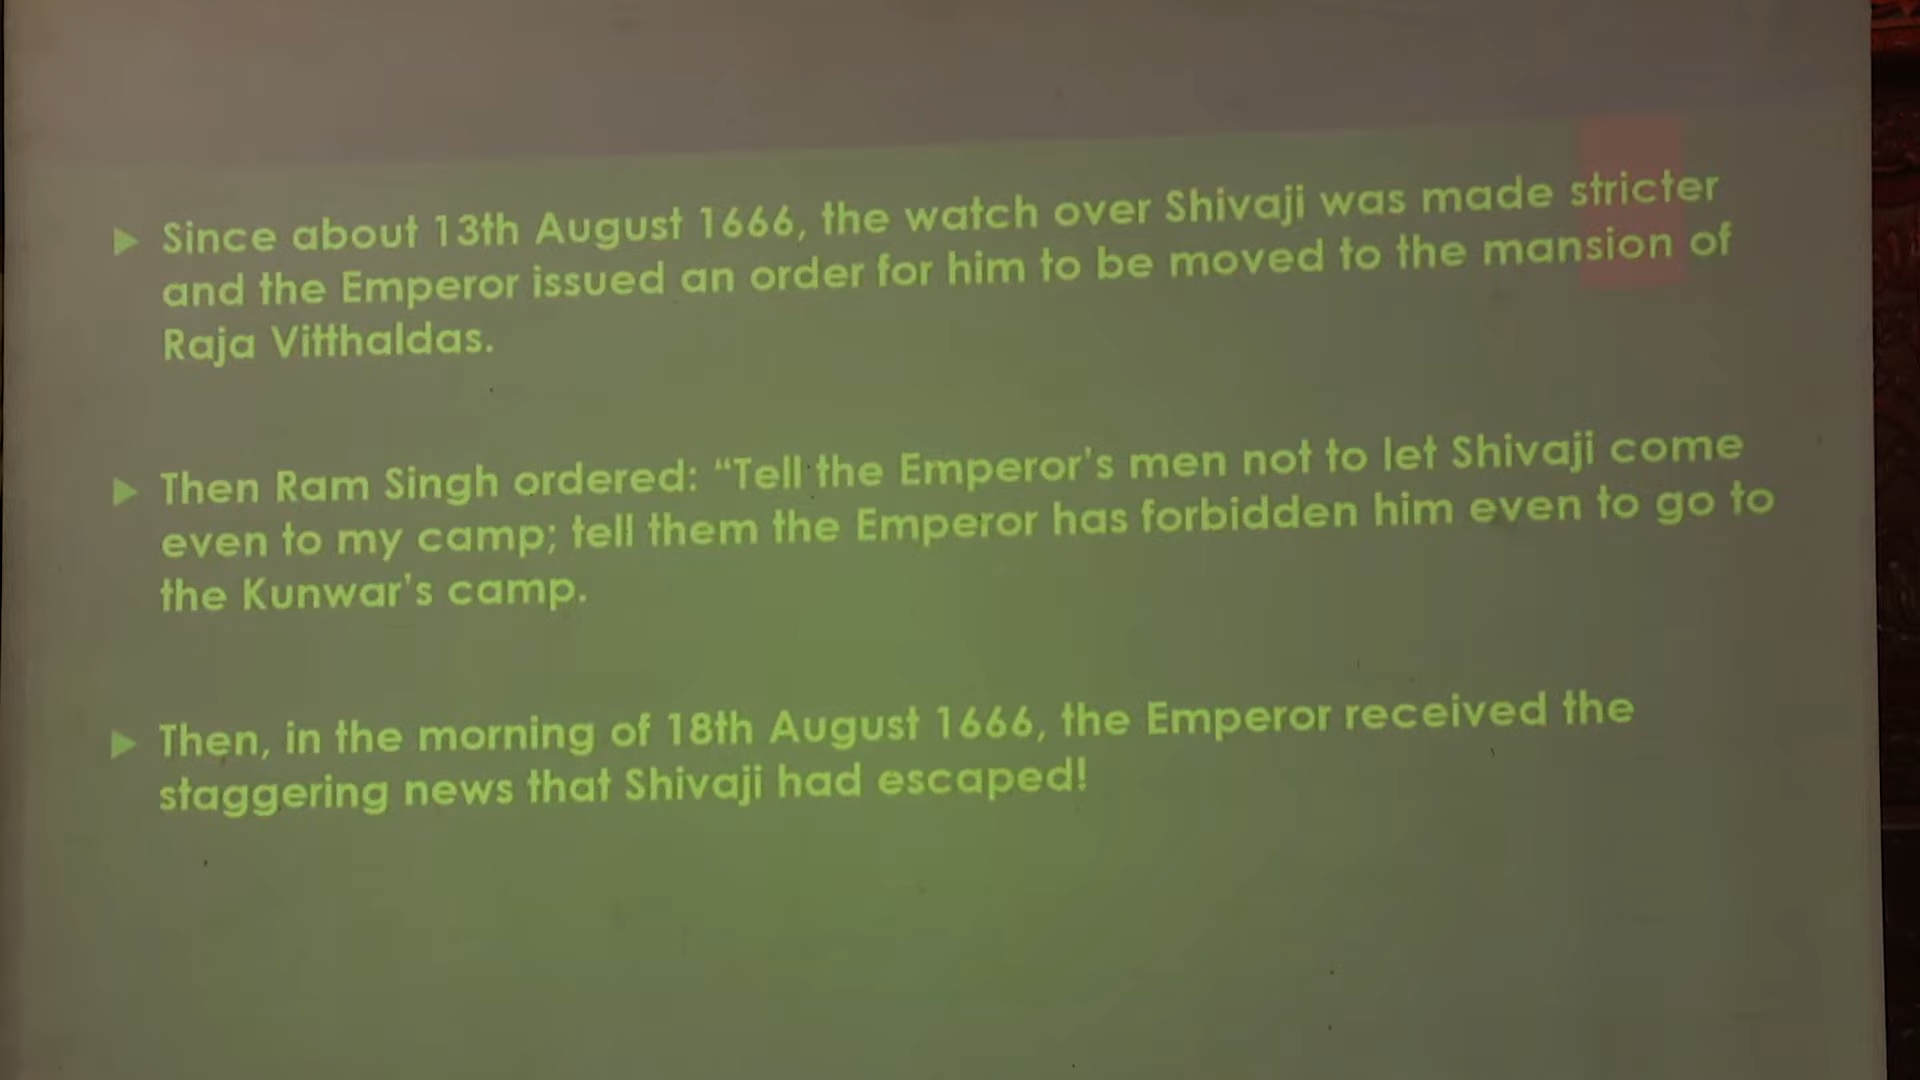 Since about 13th August 1666, the watch over Shivaji was made stricter
and the Emperor issued an order for him to be moved to the mansion of
Raja Vitthaldas.
Then Ram Singh ordered: “Tell the Emperor's men not to let Shivaji come
even to my camp; tell them the Emperor has forbidden him even to go to
the Kunwar's camp.
Then, in the morning of 18th August 1666, the Emperor received the
staggering news that Shivaji had escaped!